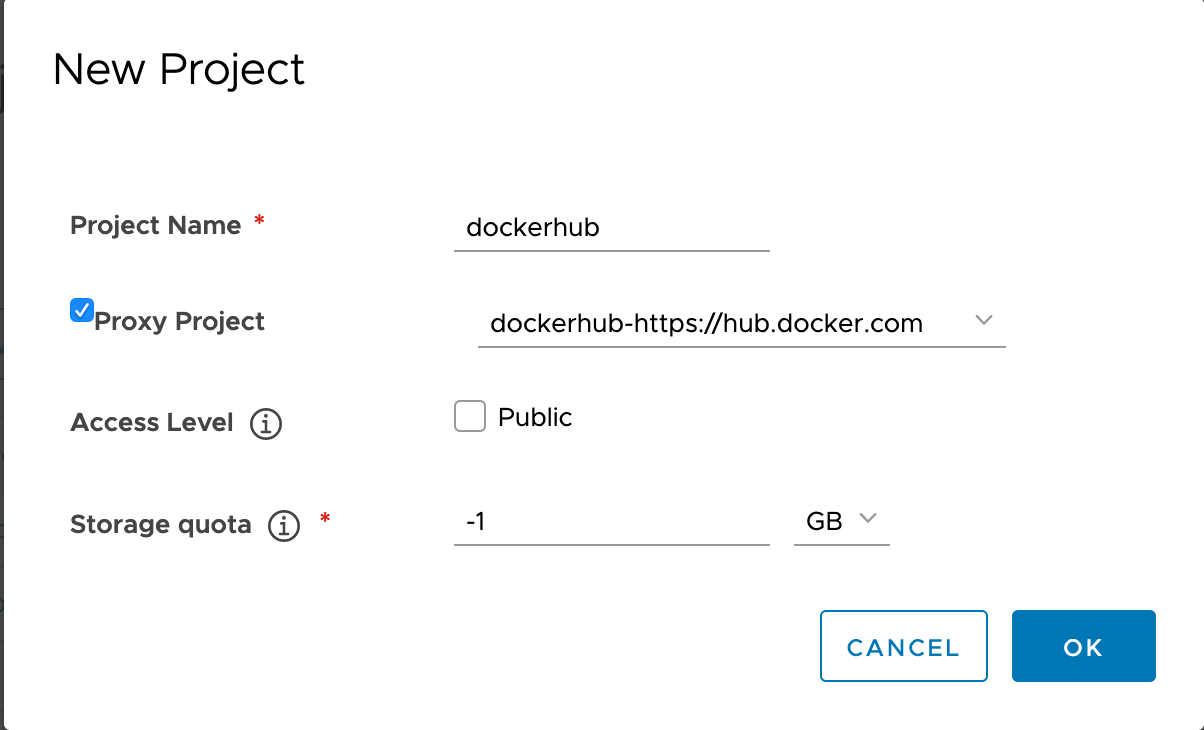 New Project
Project Name *
dockerhub
Proxy Project
dockerhub-https://hub.docker.com
Access Level
Public
Storage quota *
-1
GB
CANCEL
OK